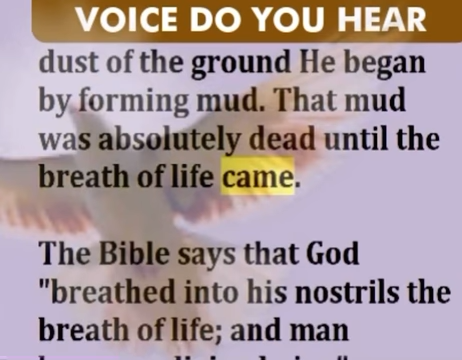 VOICE DO YOU HEAR
dust of the ground He began
by forming mud. That mud
was absolutely dead until the
breath of life came.
The Bible says that God
"breathed into his nostrils the
breath of life; and man